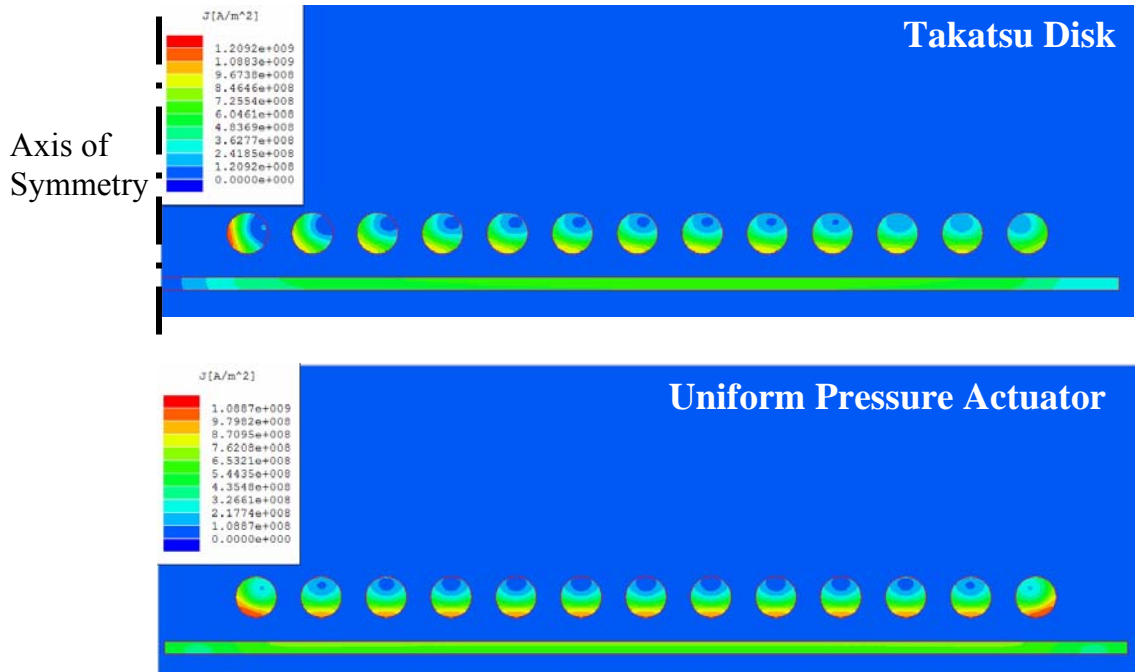 J[A/m^2]
Takatsu Disk
1.2092e+009
1.0883e+009
9.6738e+008
8.4646e+008
7.2554e+008
6.0461e+008
4.8369e+008
3.6277e+008
2.4185e+008
1.2092e+008
0.0000e+000
Axis of
Symmetry
J[A/m^2]
Uniform Pressure Actuator
1.0887e+009
9.7982e+008
8.7095e+008
7.6208e+008
6.5321e+008
5.4435e+008
4.3548e+008
3.2661e+008
2.1774e+008
1.0887e+008
0.0000e+000